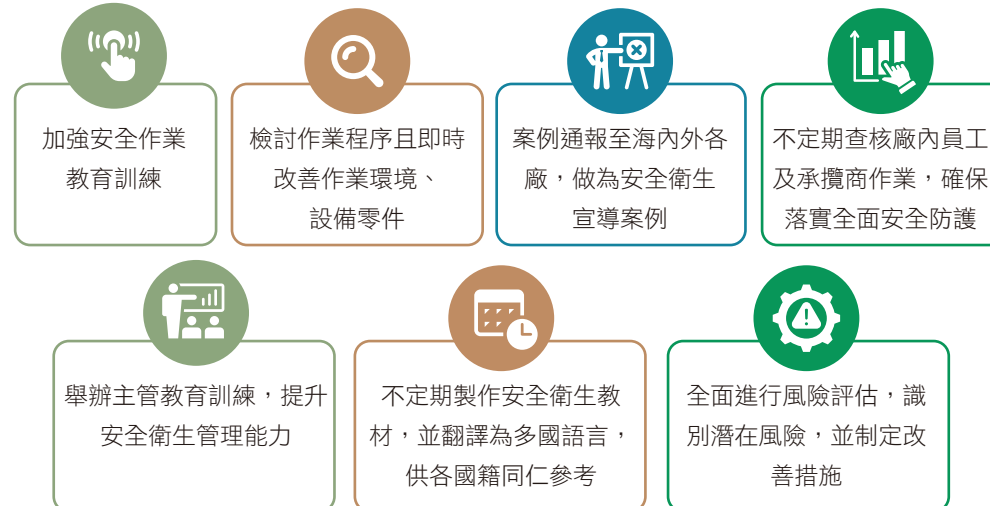 加強安全作業
教育訓練
檢討作業程序且即時
改善作業環境、
設備零件
案例通報至海內外各
廠，做為安全衛生
宣導案例
不定期查核廠內員工
及承攬商作業，確保
落實全面安全防護
舉辦主管教育訓練，提升
安全衛生管理能力
不定期製作安全衛生教
材，並翻譯為多國語言，
供各國籍同仁參考
全面進行風險評估，識
別潛在風險，並制定改
善措施